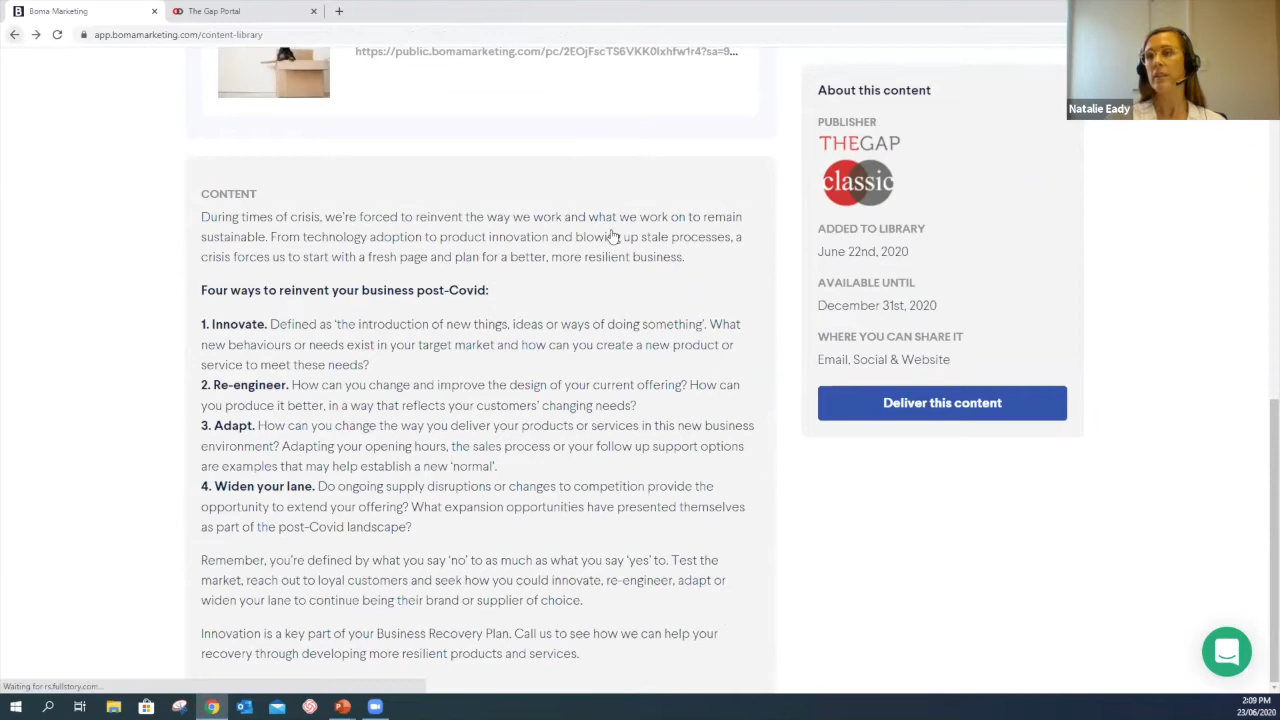 Boma Marketing
The Gap Portal
app.bomamarketing.com/content-library
https://public.bomamarketing.com/pc/2EOjFscTS6VKK0Ixhfw1r4?sa=9...
Natalie Eady
CONTENT
During times of crisis, we're forced to reinvent the way we work and what we work on to remain
sustainable. From technology adoption to product innovation and blowing up stale processes, a
crisis forces us to start with a fresh page and plan for a better, more resilient business.
Four ways to reinvent your business post-Covid:
1. Innovate. Defined as 'the introduction of new things, ideas or ways of doing something'. What
new behaviours or needs exist in your target market and how can you create a new product or
service to meet these needs?
2. Re-engineer. How can you change and improve the design of your current offering? How can
you produce it better, in a way that reflects your customers' changing needs?
3. Adapt. How can you change the way you deliver your products or services in this new business
environment? Adapting your opening hours, the sales process or your follow up support options
are examples that may help establish a new 'normal'.
4. Widen your lane. Do ongoing supply disruptions or changes to competition provide the
opportunity to extend your offering? What expansion opportunities have presented themselves
as part of the post-Covid landscape?
Remember, you're defined by what you say 'no' to as much as what you say 'yes' to. Test the
market, reach out to loyal customers and seek how you could innovate, re-engineer, adapt or
widen your lane to continue being their brand or supplier of choice.
Innovation is a key part of your Business Recovery Plan. Call us to see how we can help your
recovery through developing more resilient products and services.
About this content
PUBLISHER
THEGAP
classic
ADDED TO LIBRARY
June 22nd, 2020
AVAILABLE UNTIL
December 31st, 2020
WHERE YOU CAN SHARE IT
Email, Social & Website
Deliver this content
Waiting for rs.fullstory.com...
2:09 PM
23/06/2020